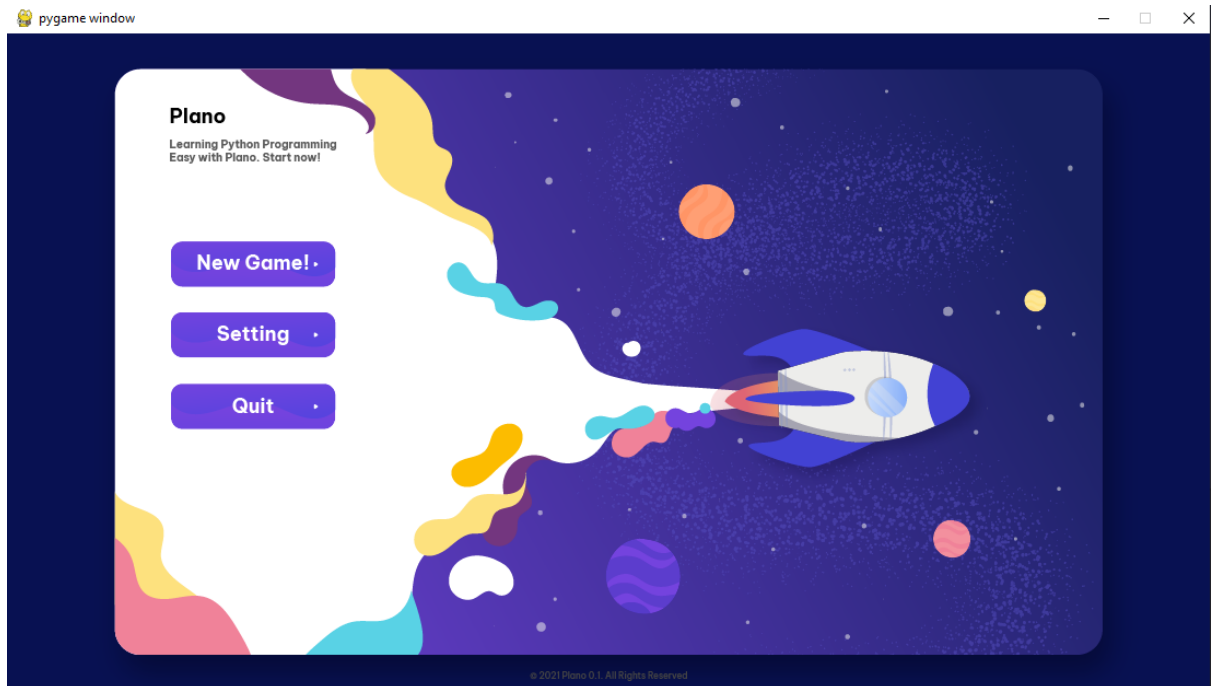 pygame window
Plano
Learning Python Programming
Easy with Plano. Start now!
New Game!
Setting
Quit
© 2021 Plano 0.1. All Rights Reserved